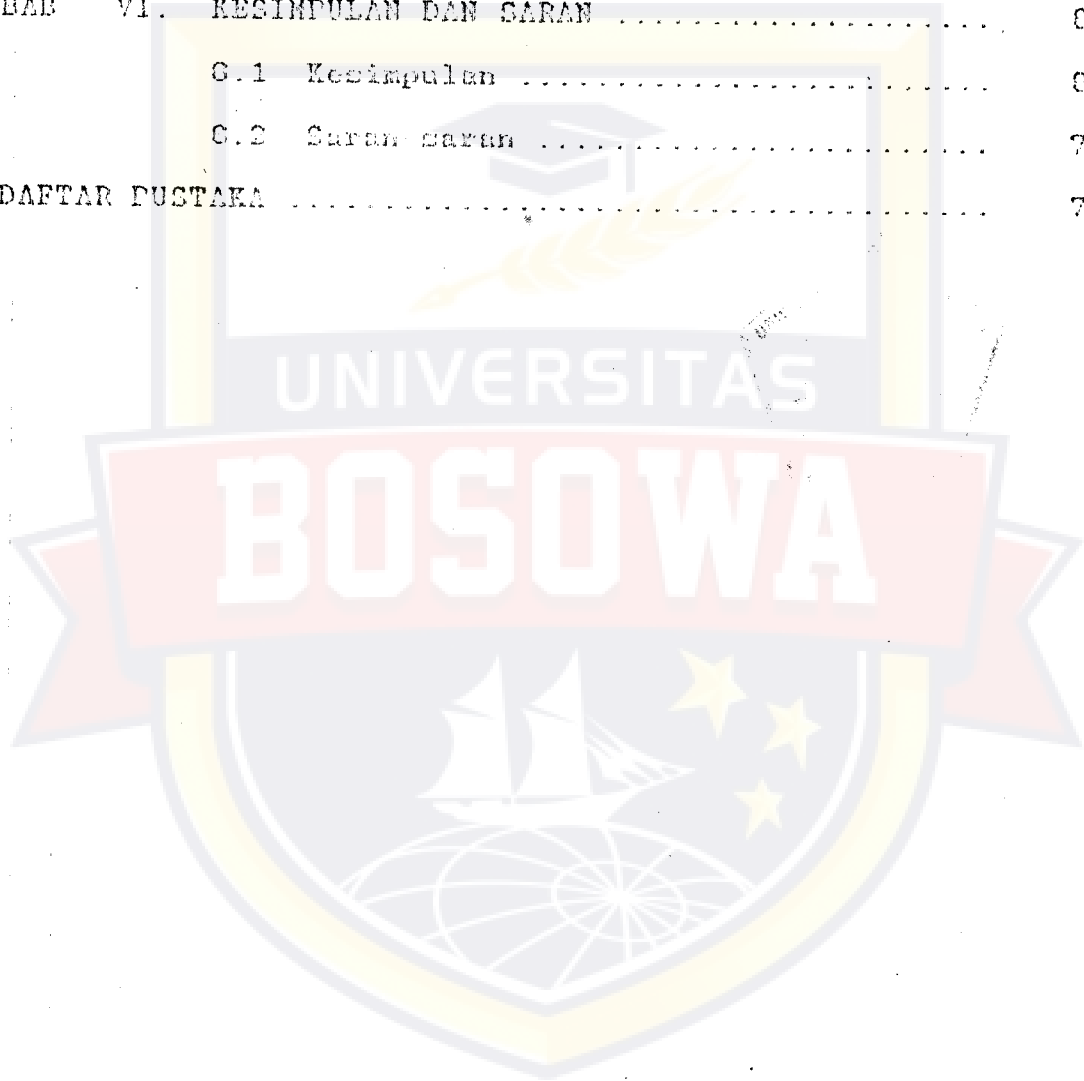 BAB VI. KESIMPULAN DAN SARAN ........................
6.1 Kesimpulan ........................
6.2 Saran-saran ........................
DAFTAR PUSTAKA ........................
UNIVERSITAS
BOSOWA